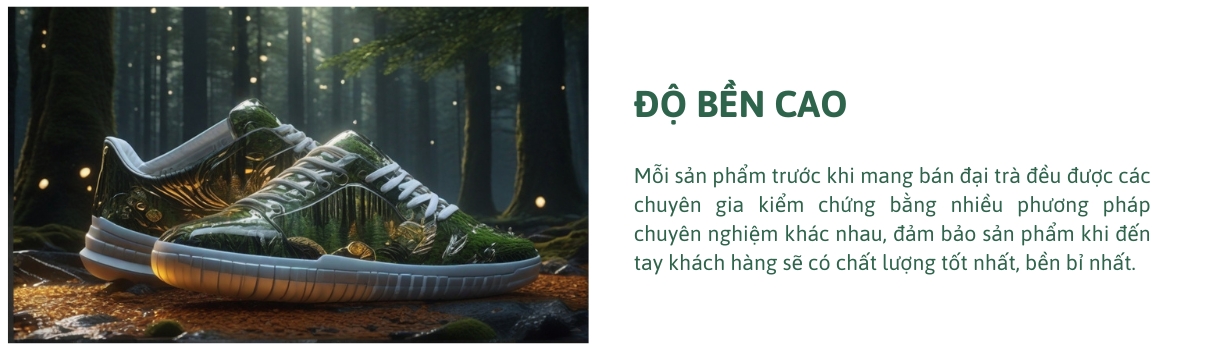 ĐỘ BỀN CAO
Mỗi sản phẩm trước khi mang bán đại trà đều được các
chuyên gia kiểm chứng bằng nhiều phương pháp
chuyên nghiệm khác nhau, đảm bảo sản phẩm khi đến
tay khách hàng sẽ có chất lượng tốt nhất, bền bỉ nhất.